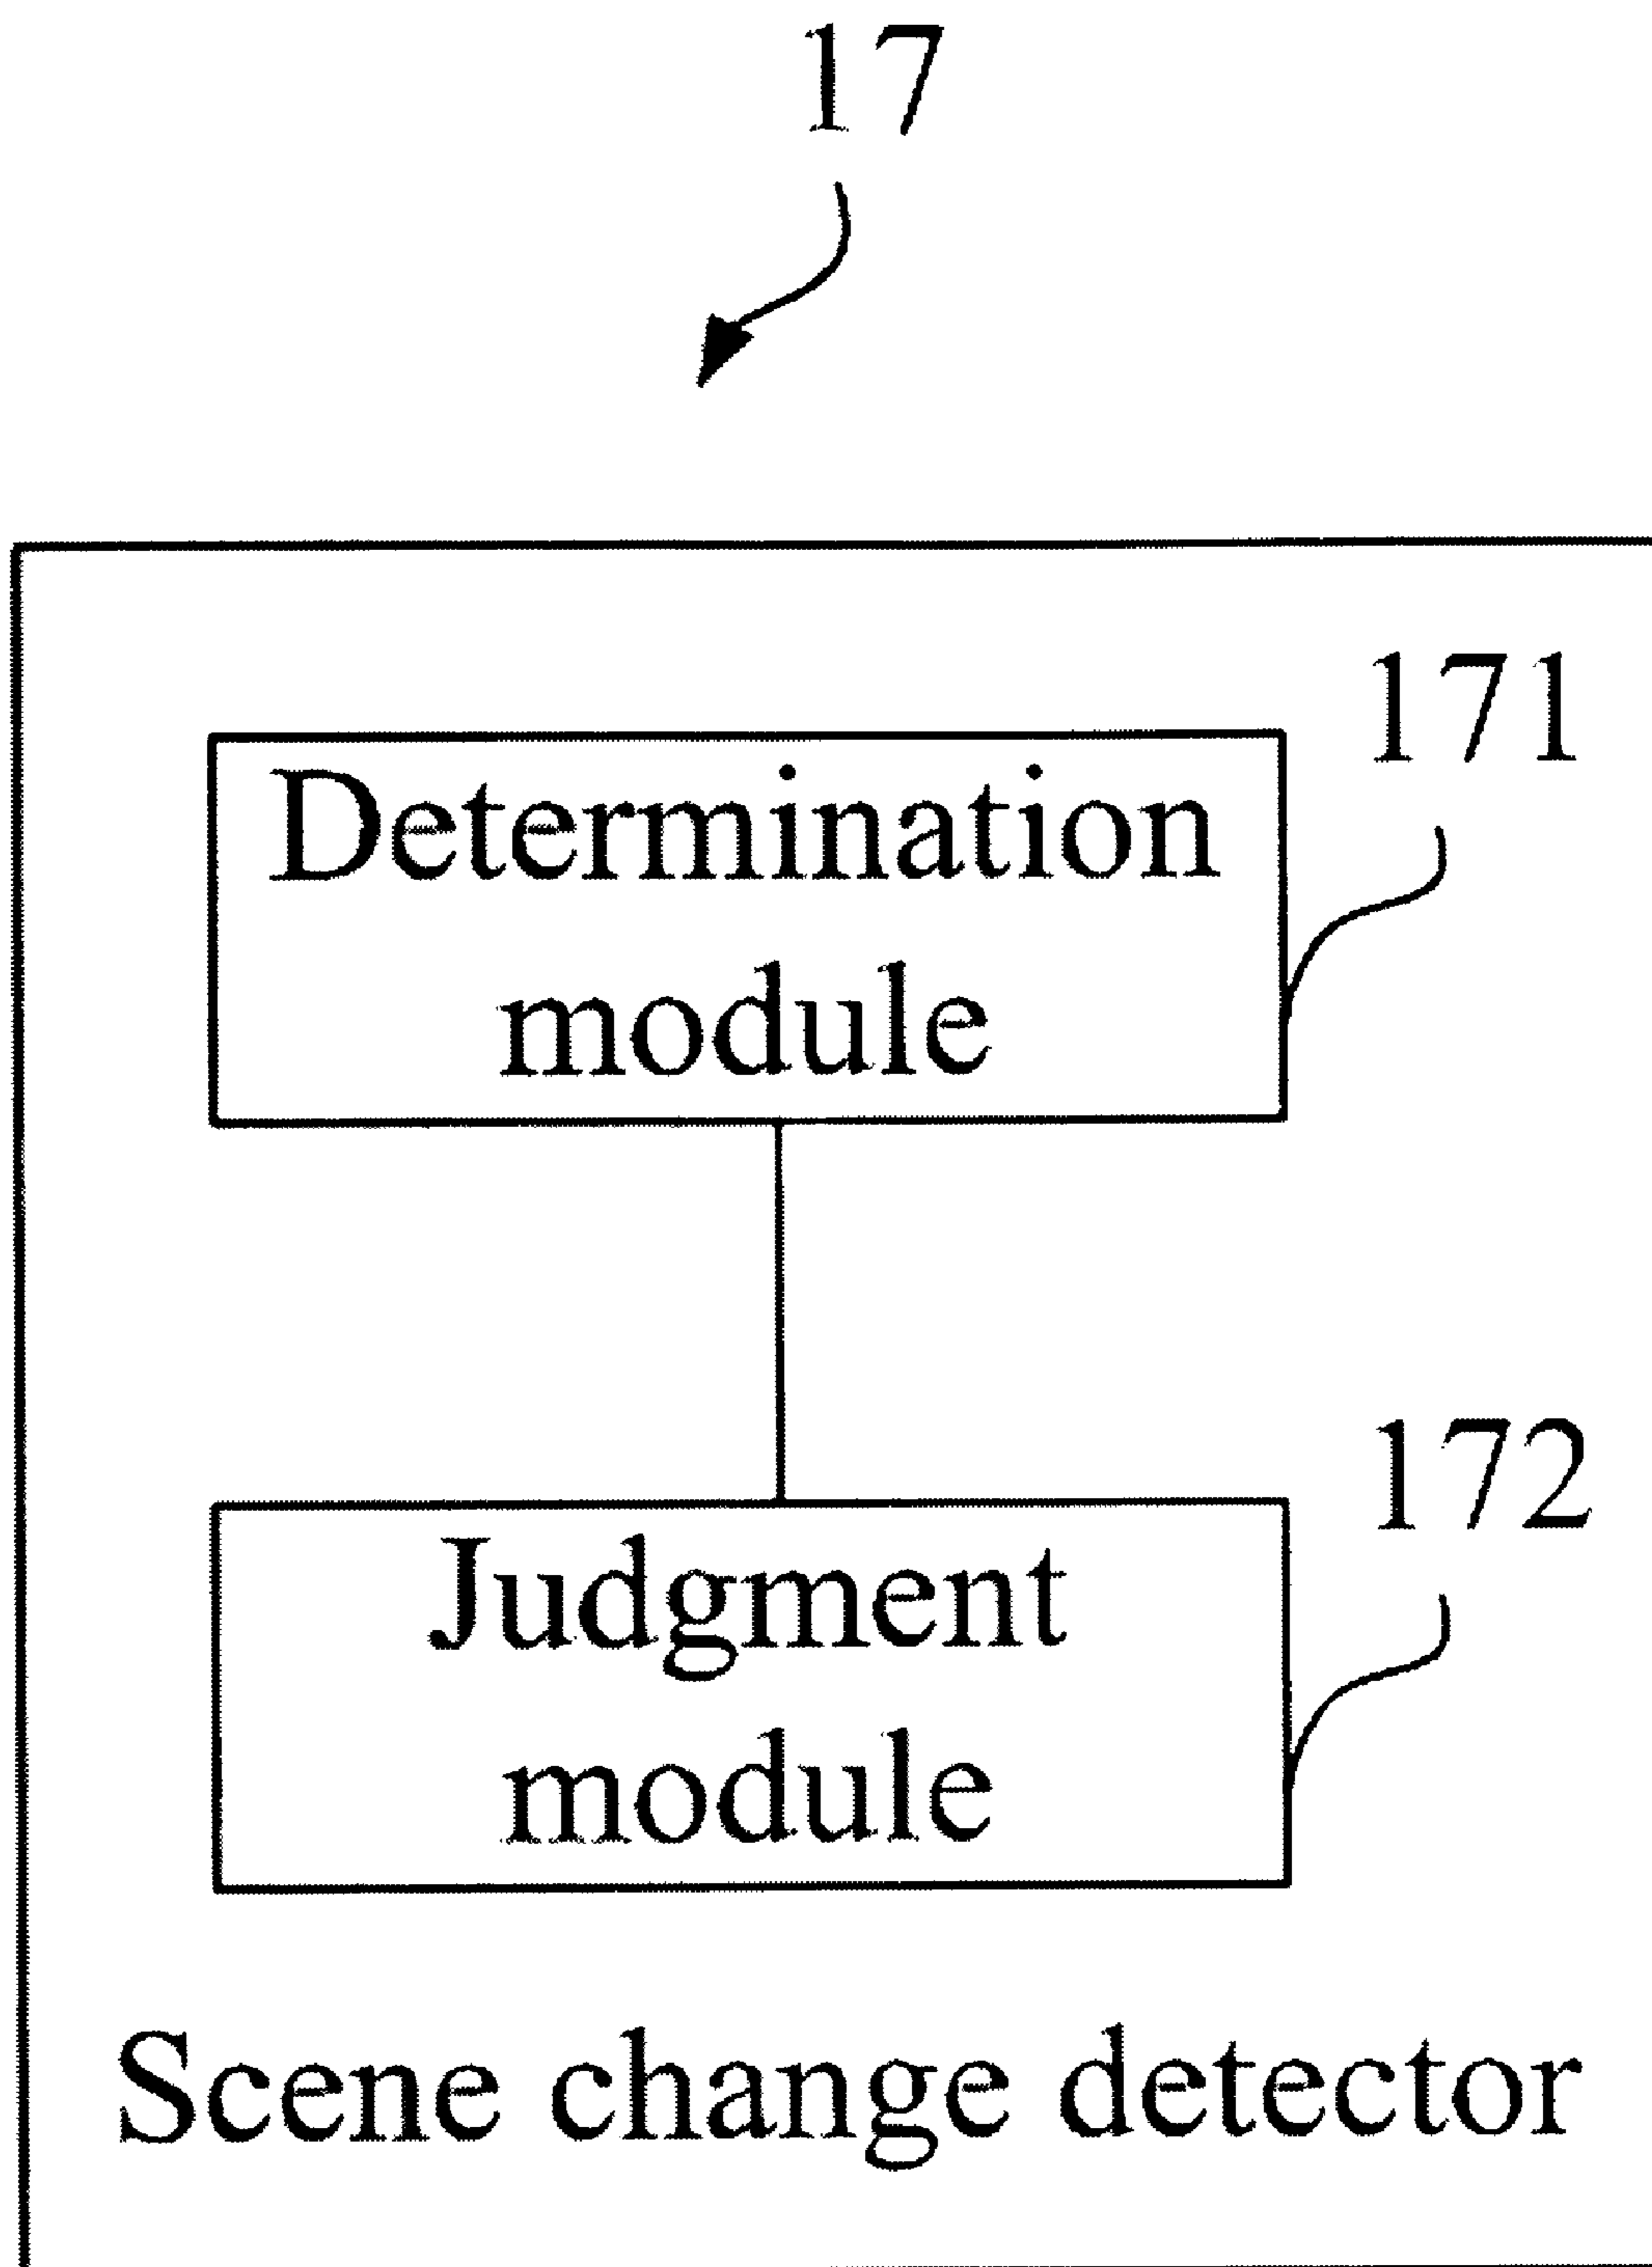 17
171
Determination
module
172
Judgment
module
Scene change detector